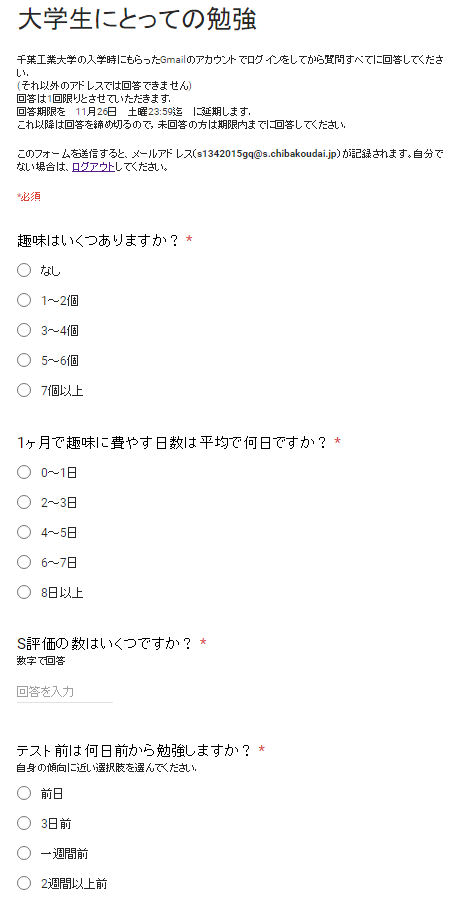 大学生にとっての勉強
千葉工業大学の入学時にもらったGmailのアカウントでログインをしてから質問すべてに回答してくださ
い.
(それ以外のアドレスでは回答できません)
回答は1回限りとさせていただきます.
回答期限を　11月26日　土曜23:59迄　に延期します.
これ以降は回答を締め切るので, 未回答の方は期限内までに回答してください.
このフォームを送信すると、メールアドレス（s1342015gq@s.chibakoudai.jp）が記録されます。自分で
ない場合は、ログアウトしてください。
*必須
趣味はいくつありますか？ *
なし
1～2個
3～4個
5～6個
7個以上
1ヶ月で趣味に費やす日数は平均で何日ですか？ *
0～1日
2～3日
4～5日
6～7日
8日以上
S評価の数はいくつですか？ *
数字で回答
回答を入力
テスト前は何日前から勉強しますか？ *
自身の傾向に近い選択肢を選んでください.
前日
3日前
一週間前
2週間以上前